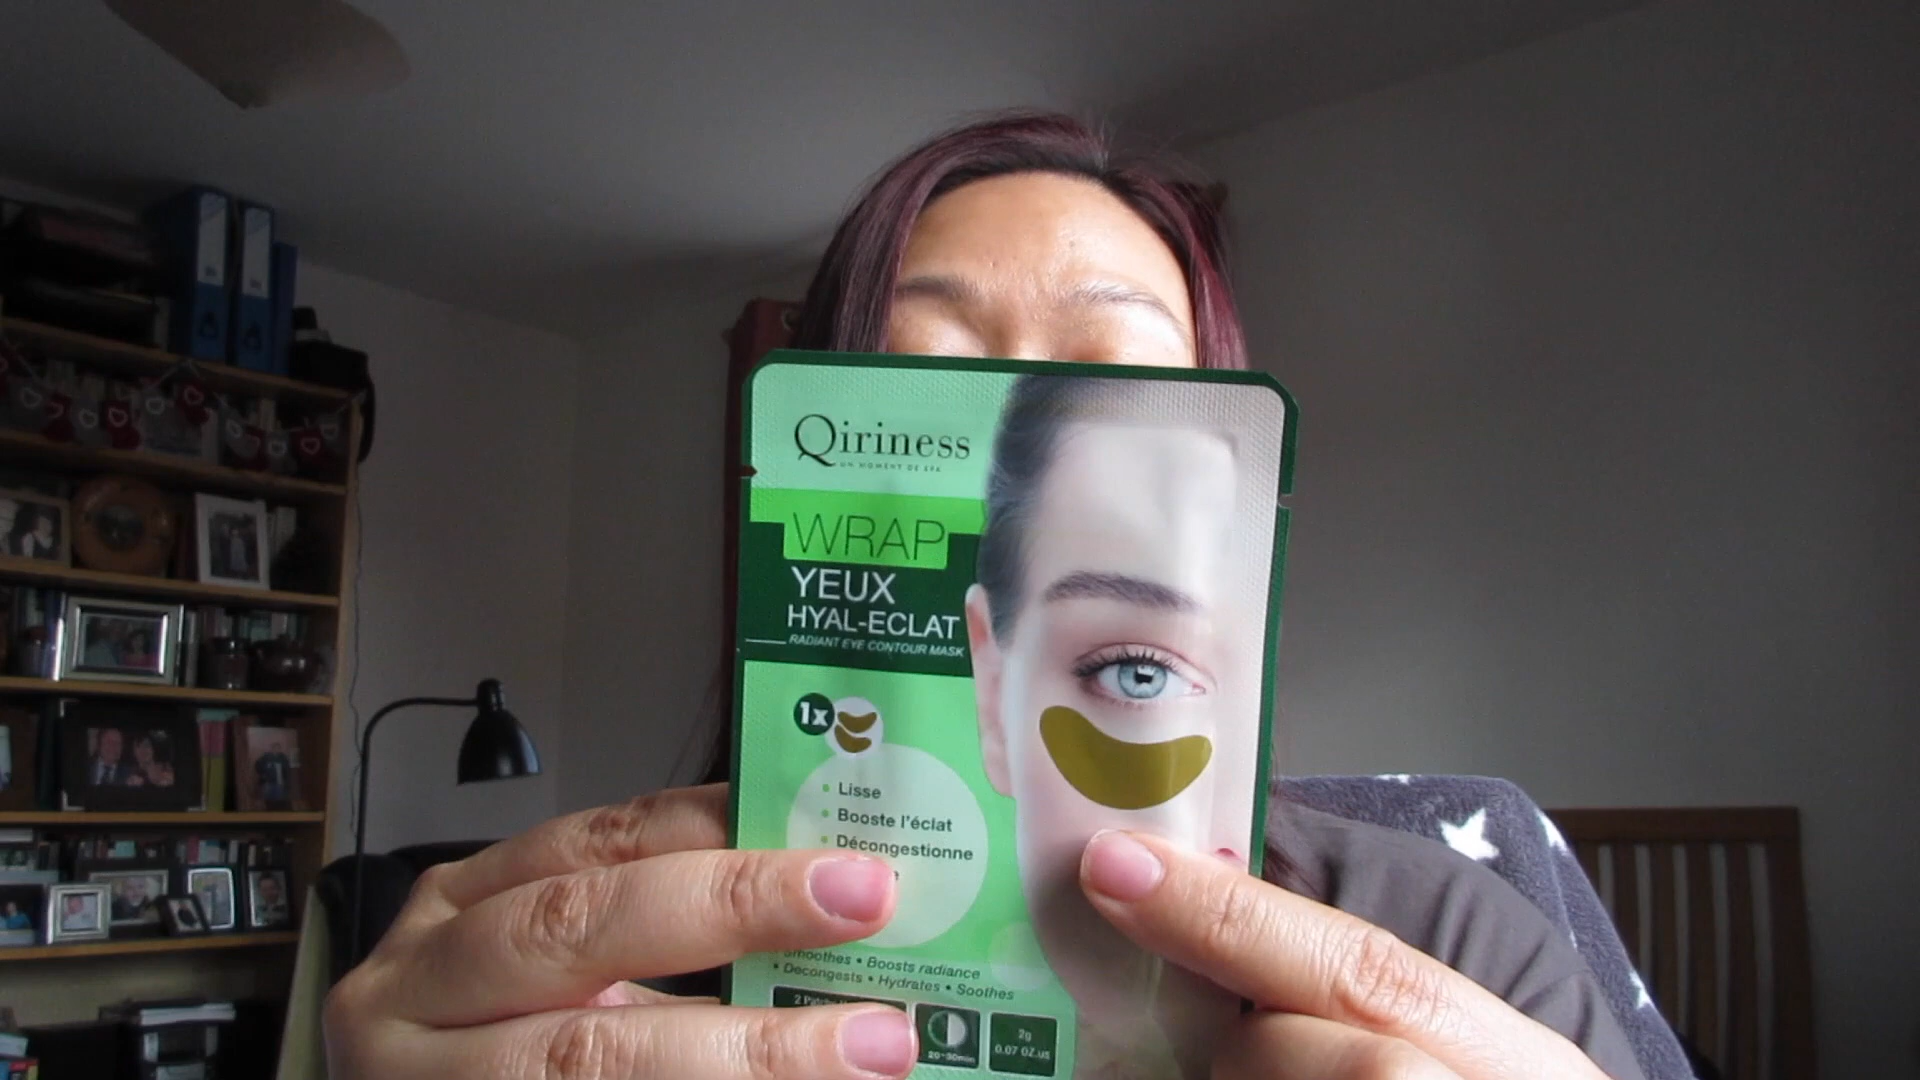 Qiriness
UN MOMENT DE SPA
WRAP
YEUX
HYAL-ECLAT
RADIANT EYE CONTOUR MASK
1x
• Lisse
• Booste l'éclat
• Décongestionne
Smoothes • Boosts radiance
• Decongests • Hydrates • Soothes
2
20-30min
2g
0.07 OZ.US